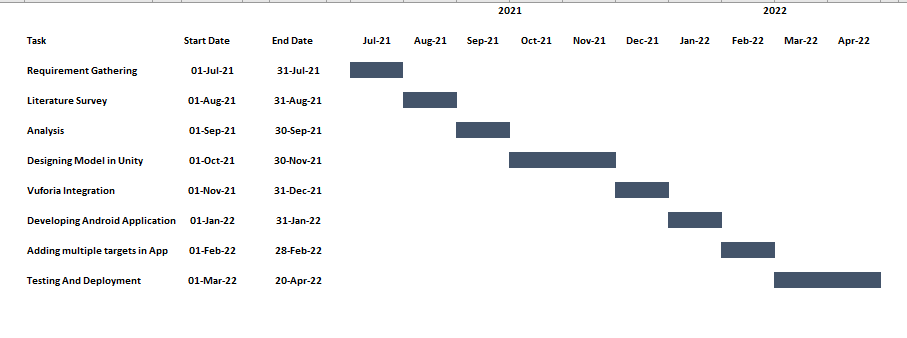 2021 2022
Task Start Date End Date Jul-21 Aug-21 Sep-21 Oct-21 Nov-21 Dec-21 Jan-22 Feb-22 Mar-22 Apr-22
Requirement Gathering 01-Jul-21 31-Jul-21
Literature Survey 01-Aug-21 31-Aug-21
Analysis 01-Sep-21 30-Sep-21
Designing Model in Unity 01-Oct-21 30-Nov-21
Vuforia Integration 01-Nov-21 31-Dec-21
Developing Android Application 01-Jan-22 31-Jan-22
Adding multiple targets in App 01-Feb-22 28-Feb-22
Testing And Deployment 01-Mar-22 20-Apr-22